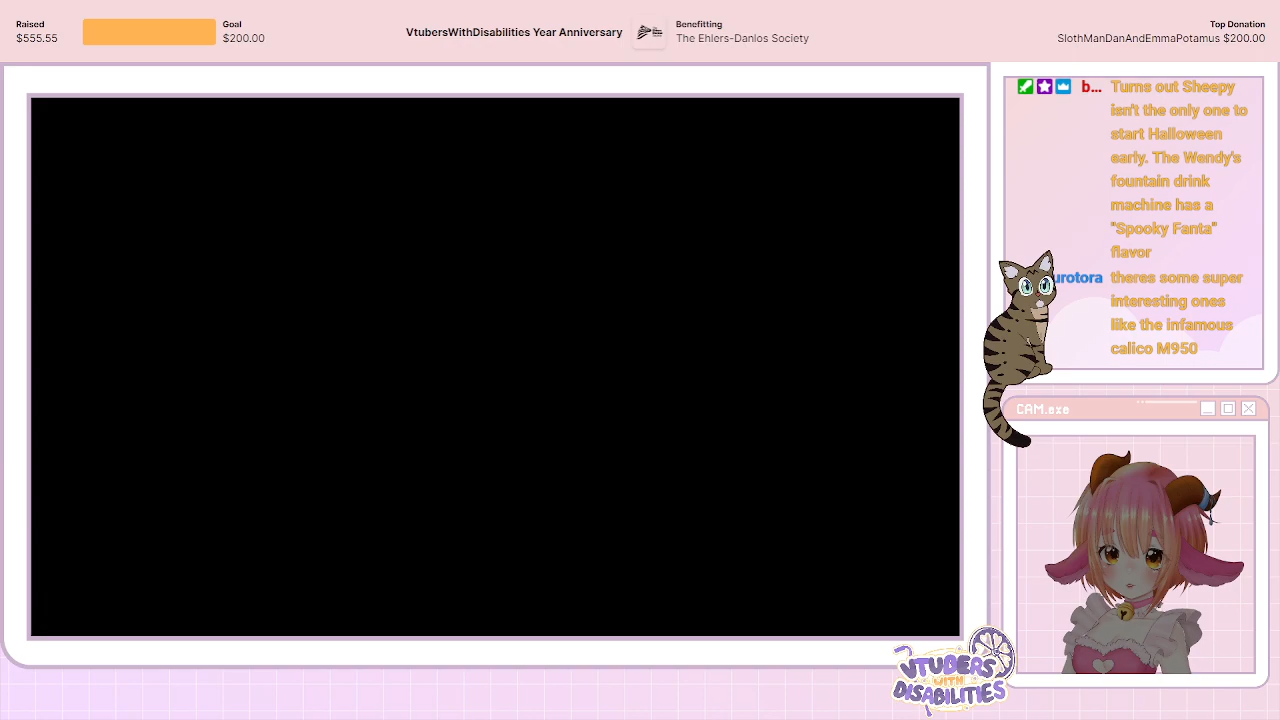 Raised
$555.55
Goal
$200.00
VtubersWithDisabilities Year Anniversary
Benefitting
The Ehlers-Danlos Society
Top Donation
SlothManDanAndEmmaPotamus $200.00
b... Turns out Sheepy
isn't the only one to
start Halloween
early. The Wendy's
fountain drink
machine has a
"Spooky Fanta"
flavor
urotora theres some super
interesting ones
like the infamous
calico M950
CAM.exe
VTUBERS
WITH
DISABILITIES